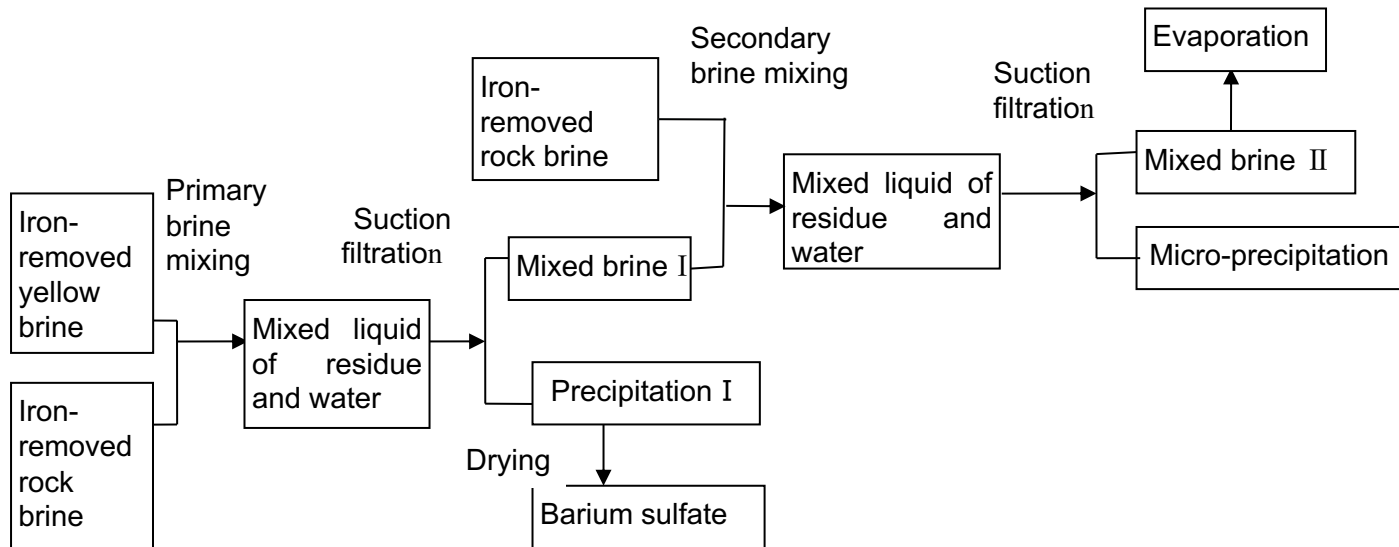 Iron-
removed
yellow
brine
Iron-
removed
rock
brine
Primary
brine
mixing
Mixed liquid
of residue
and water
Suction
filtration
Mixed brine Ⅰ
Precipitation Ⅰ
Drying
Barium sulfate
Iron-
removed
rock brine
Secondary
brine mixing
Mixed liquid of
residue and
water
Suction
filtration
Evaporation
Mixed brine Ⅱ
Micro-precipitation